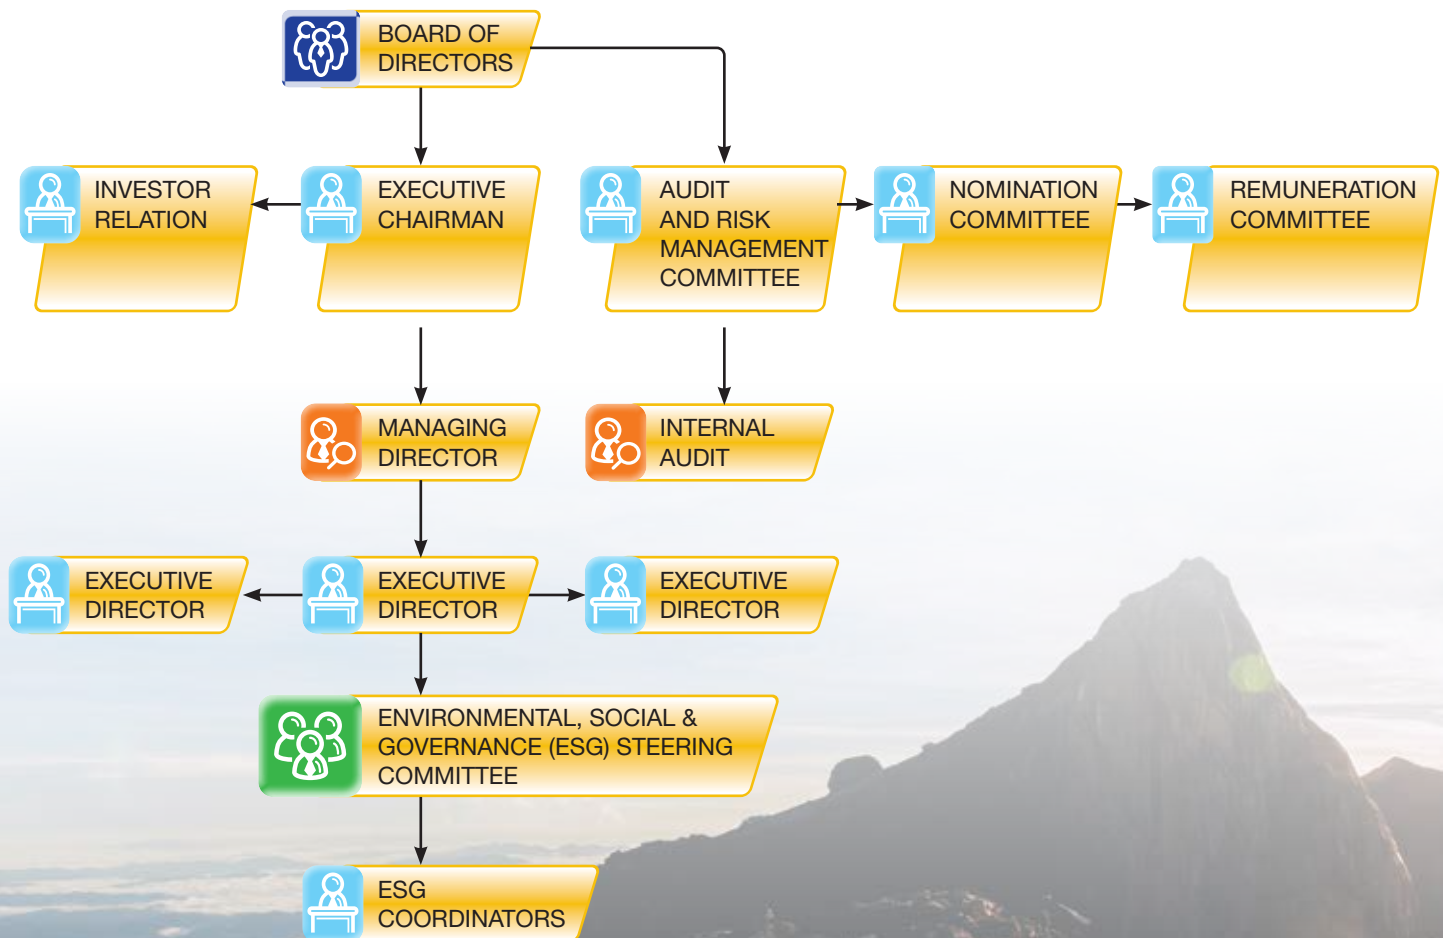 BOARD OF
DIRECTORS
INVESTOR
RELATION
EXECUTIVE
CHAIRMAN
AUDIT
AND RISK
MANAGEMENT
COMMITTEE
NOMINATION
COMMITTEE
REMUNERATION
COMMITTEE
MANAGING
DIRECTOR
INTERNAL
AUDIT
EXECUTIVE
DIRECTOR
EXECUTIVE
DIRECTOR
EXECUTIVE
DIRECTOR
ENVIRONMENTAL, SOCIAL &
GOVERNANCE (ESG) STEERING
COMMITTEE
ESG
COORDINATORS